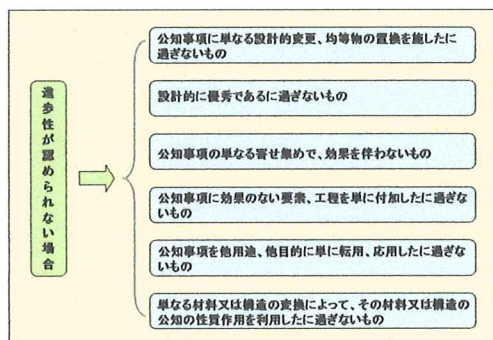 進歩性が認められない場合
公知事項に単なる設計的変更、均等物の置換を施したに
過ぎないもの
設計的に優秀であるに過ぎないもの
公知事項の単なる寄せ集めで、効果を伴わないもの
公知事項に効果のない要素、工程を単に付加したに過ぎな
いもの
公知事項を他用途、他目的に単に転用、応用したに過ぎな
いもの
単なる材料又は構造の変換によって、その材料又は構造の
公知の性質作用を利用したに過ぎないもの